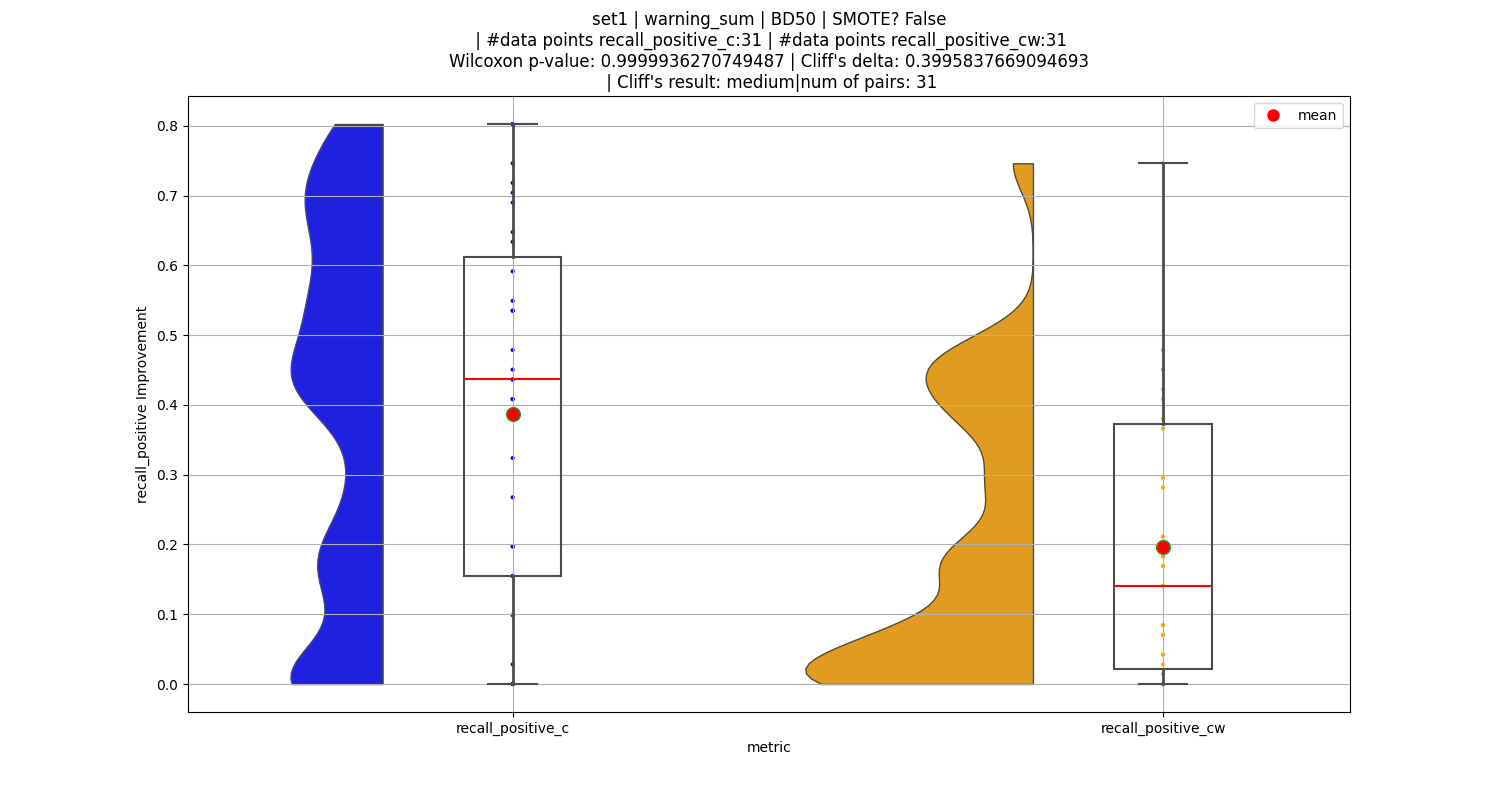 set1 | warning_sum | BD50 | SMOTE? False
| #data points recall_positive_c:31 | #data points recall_positive_cw:31
Wilcoxon p-value: 0.9999936270749487 | Cliff's delta: 0.3995837669094693
| Cliff's result: medium|num of pairs: 31
mean
0.8
0.7
0.6
0.5
0.4
0.3
0.2
0.1
0.0
recall_positive Improvement
recall_positive_c
recall_positive_cw
metric